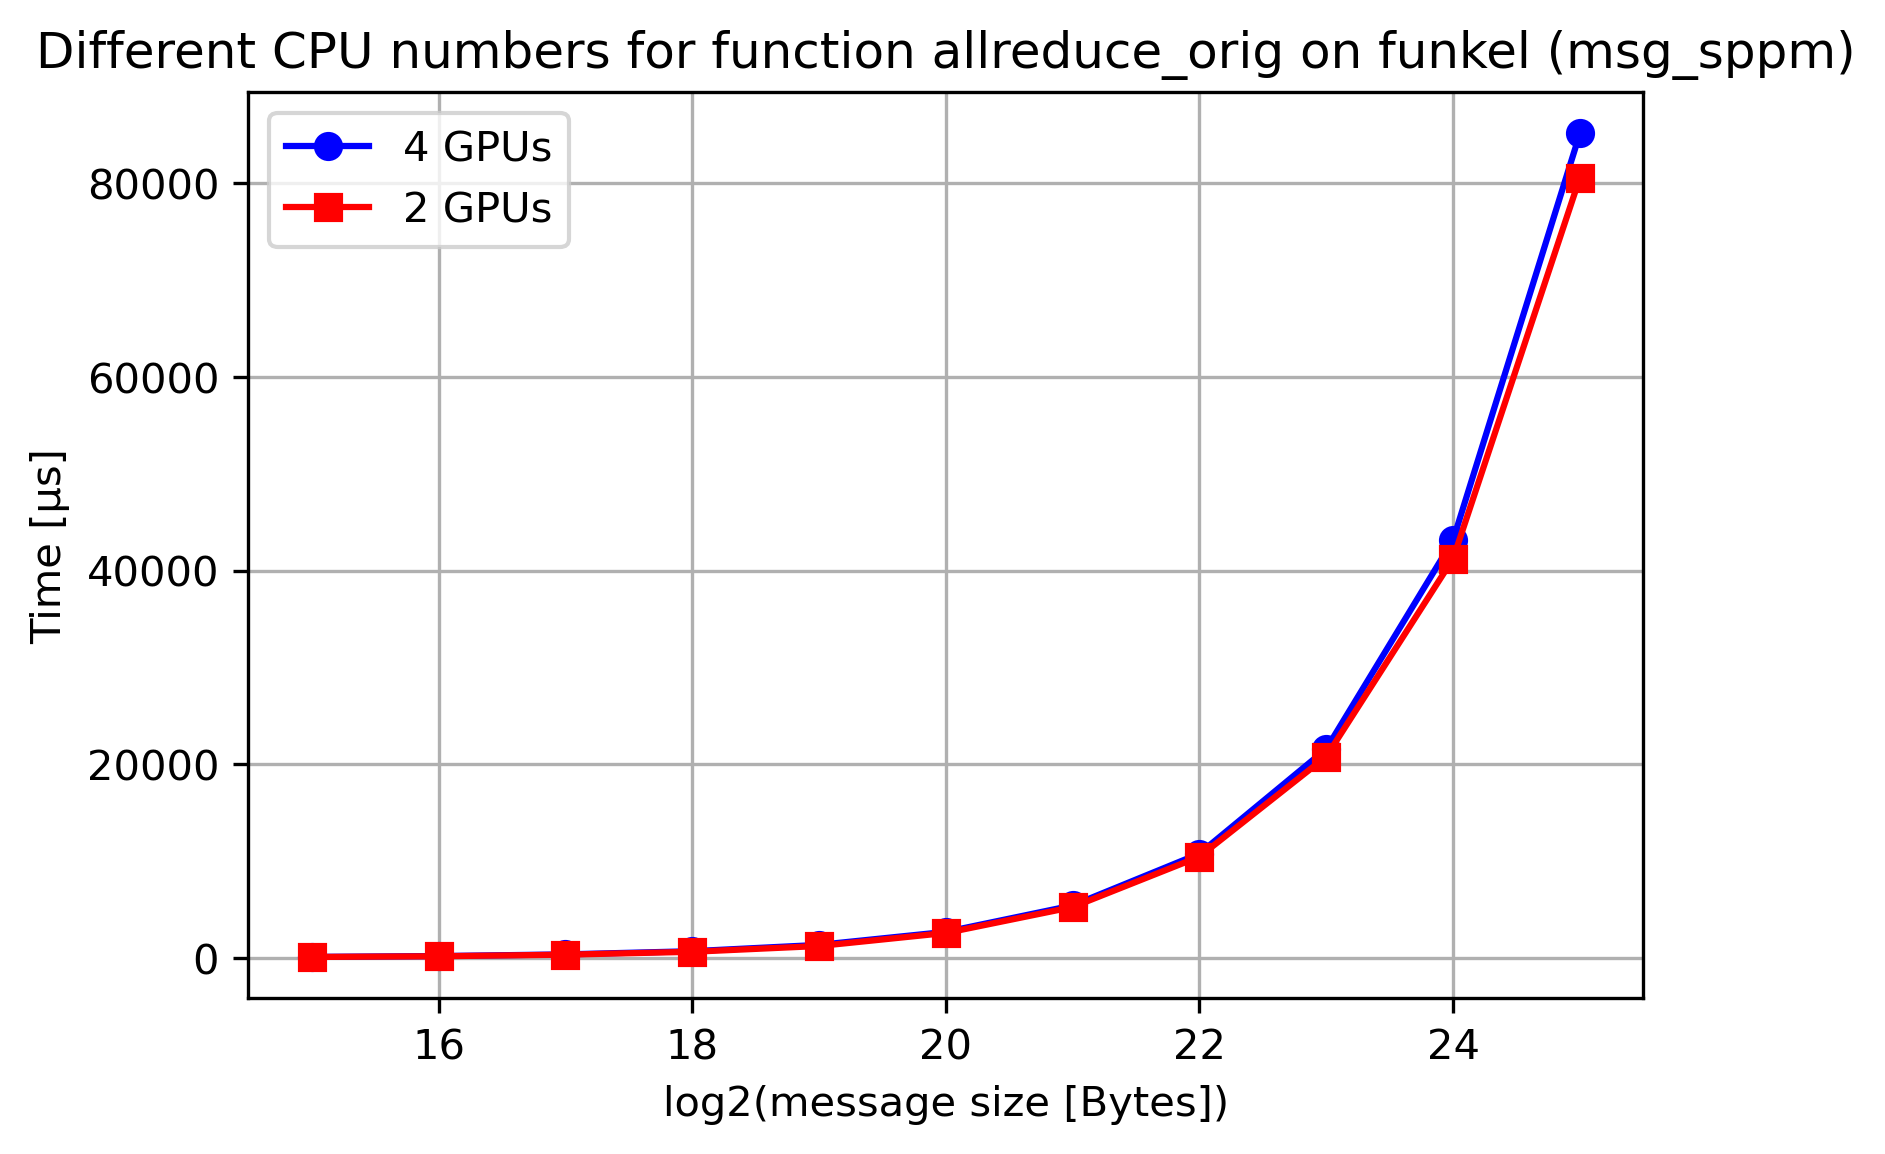 Different CPU numbers for function allreduce_orig on funkel (msg_sppm)
4 GPUs
2 GPUs
80000
60000
40000
20000
0
Time [µs]
16 18 20 22 24
log2(message size [Bytes])